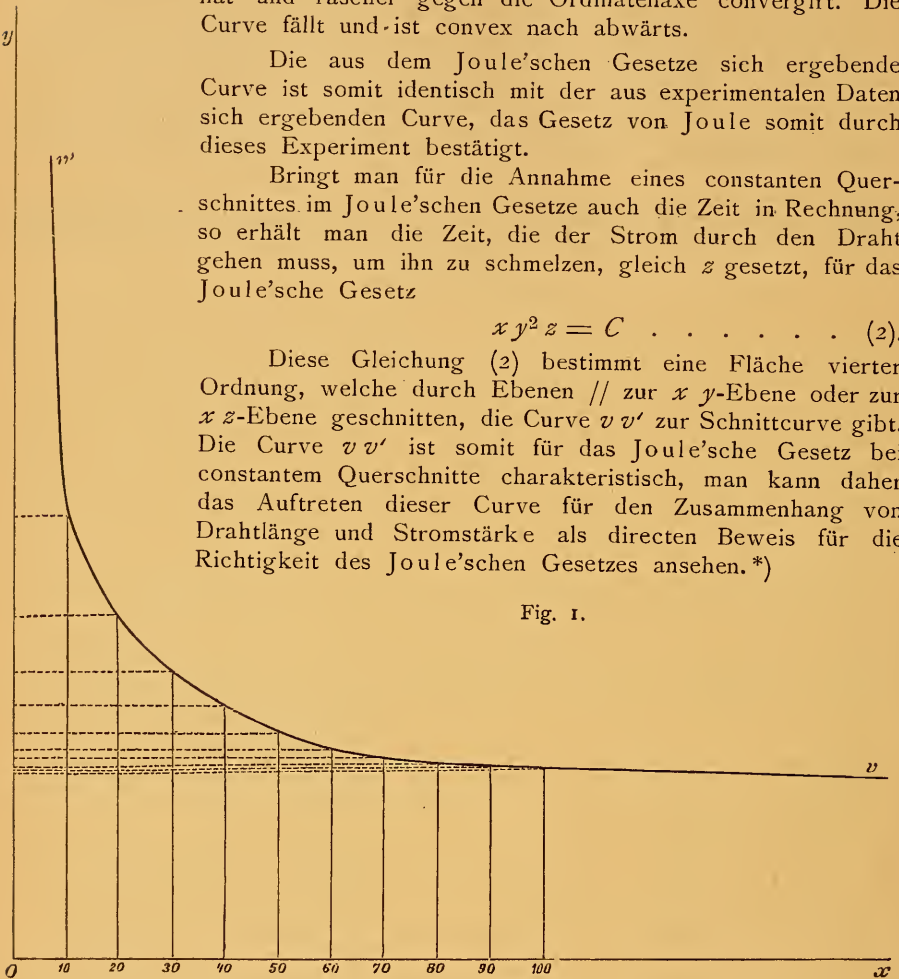 hat und rascher gegen die Ordinatenaxe convergirt. Die
Curve fällt und ist convex nach abwärts.
Die aus dem Joule'schen Gesetze sich ergebende
Curve ist somit identisch mit der aus experimentalen Daten
sich ergebenden Curve, das Gesetz von Joule somit durch
dieses Experiment bestätigt.
Bringt man für die Annahme eines constanten Quer-
schnittes im Joule'schen Gesetze auch die Zeit in Rechnung,
so erhält man die Zeit, die der Strom durch den Draht
gehen muss, um ihn zu schmelzen, gleich z gesetzt, für das
Joule'sche Gesetz
x y² z = C . . . . . . (2).
Diese Gleichung (2) bestimmt eine Fläche vierter
Ordnung, welche durch Ebenen // zur x y-Ebene oder zur
x z-Ebene geschnitten, die Curve v v' zur Schnittcurve gibt.
Die Curve v v' ist somit für das Joule'sche Gesetz bei
constantem Querschnitte charakteristisch, man kann daher
das Auftreten dieser Curve für den Zusammenhang von
Drahtlänge und Stromstärke als directen Beweis für die
Richtigkeit des Joule'schen Gesetzes ansehen.*)
Fig. 1.
y
v'
v
O 10 20 30 40 50 60 70 80 90 100 x